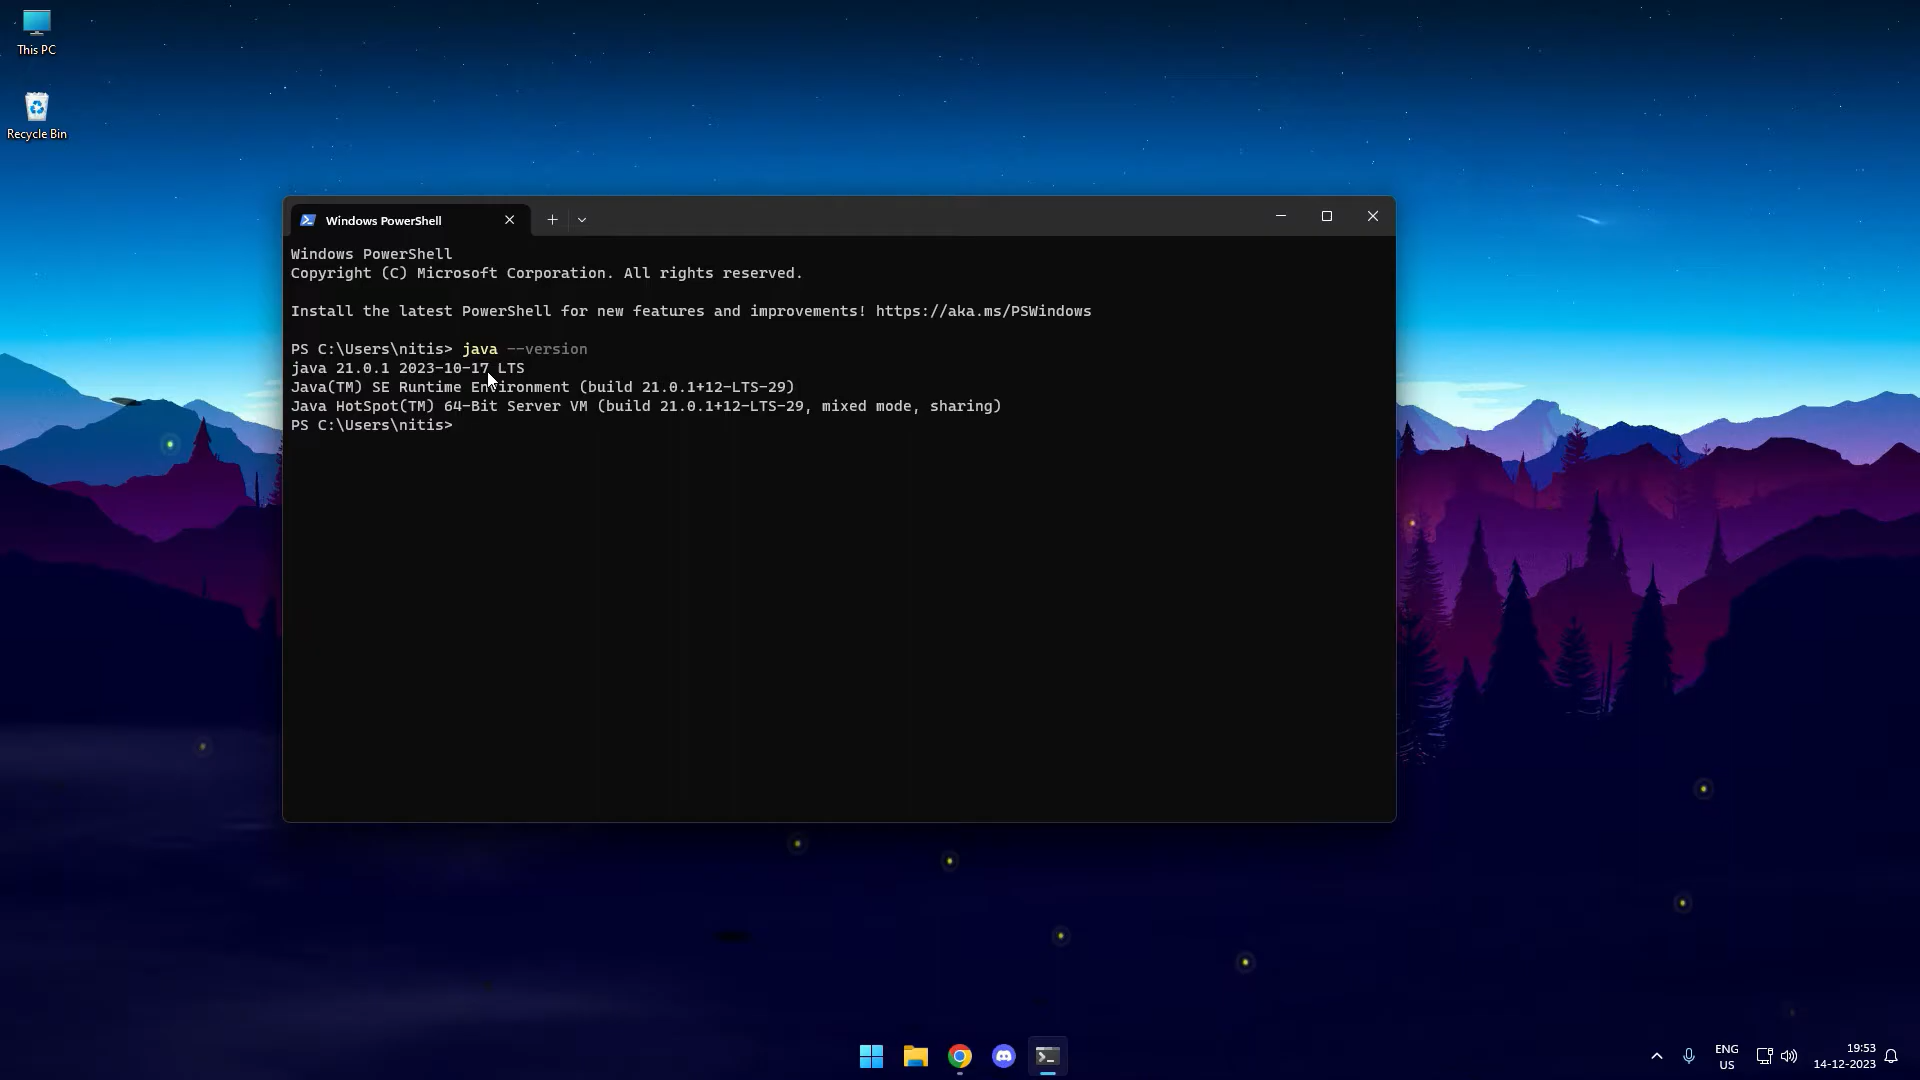 This PC
Recycle Bin
Windows PowerShell
Windows PowerShell
Copyright (C) Microsoft Corporation. All rights reserved.
Install the latest PowerShell for new features and improvements! https://aka.ms/PSWindows
PS C:\Users\nitis> java --version
java 21.0.1 2023-10-17 LTS
Java(TM) SE Runtime Environment (build 21.0.1+12-LTS-29)
Java HotSpot(TM) 64-Bit Server VM (build 21.0.1+12-LTS-29, mixed mode, sharing)
PS C:\Users\nitis>
ENG
US
19:53
14-12-2023